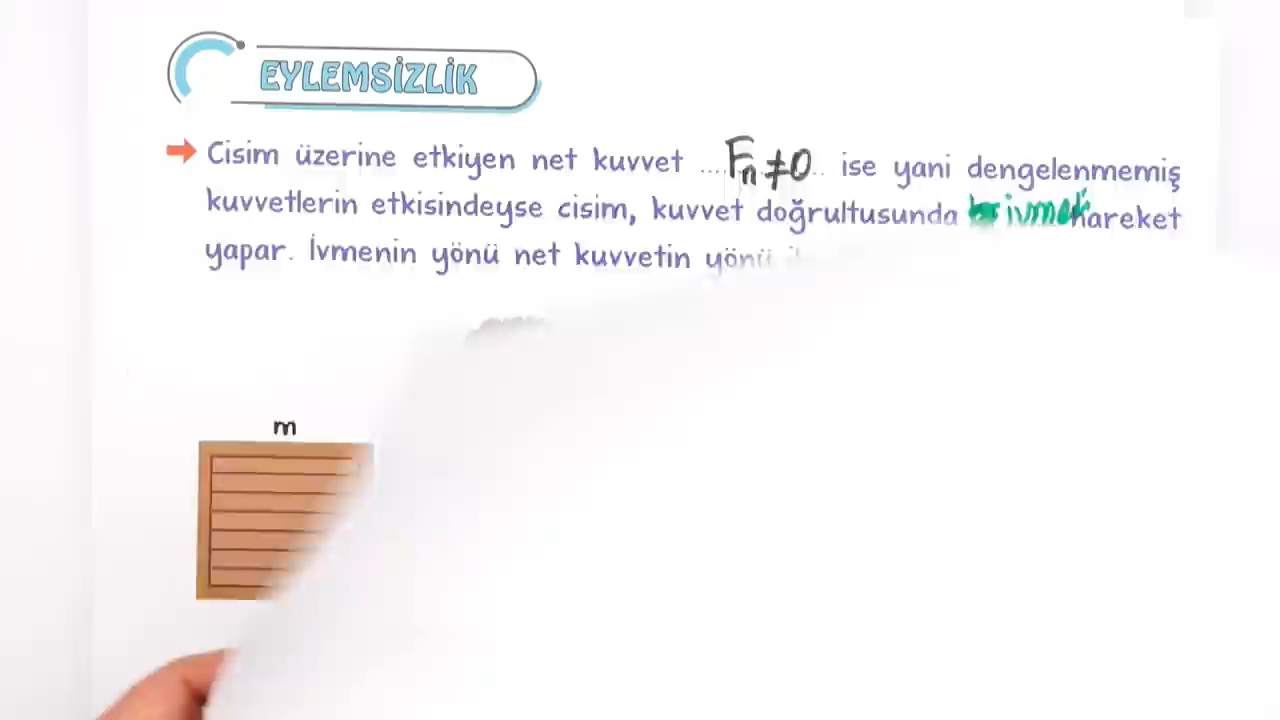 EYLEMSİZLİK
Cisim üzerine etkiyen net kuvvet .... Fn≠0 .. ise yani dengelenmemiş
kuvvetlerin etkisindeyse cisim, kuvvet doğrultusunda ivmeli hareket
yapar. İvmenin yönü net kuvvetin yönü
m